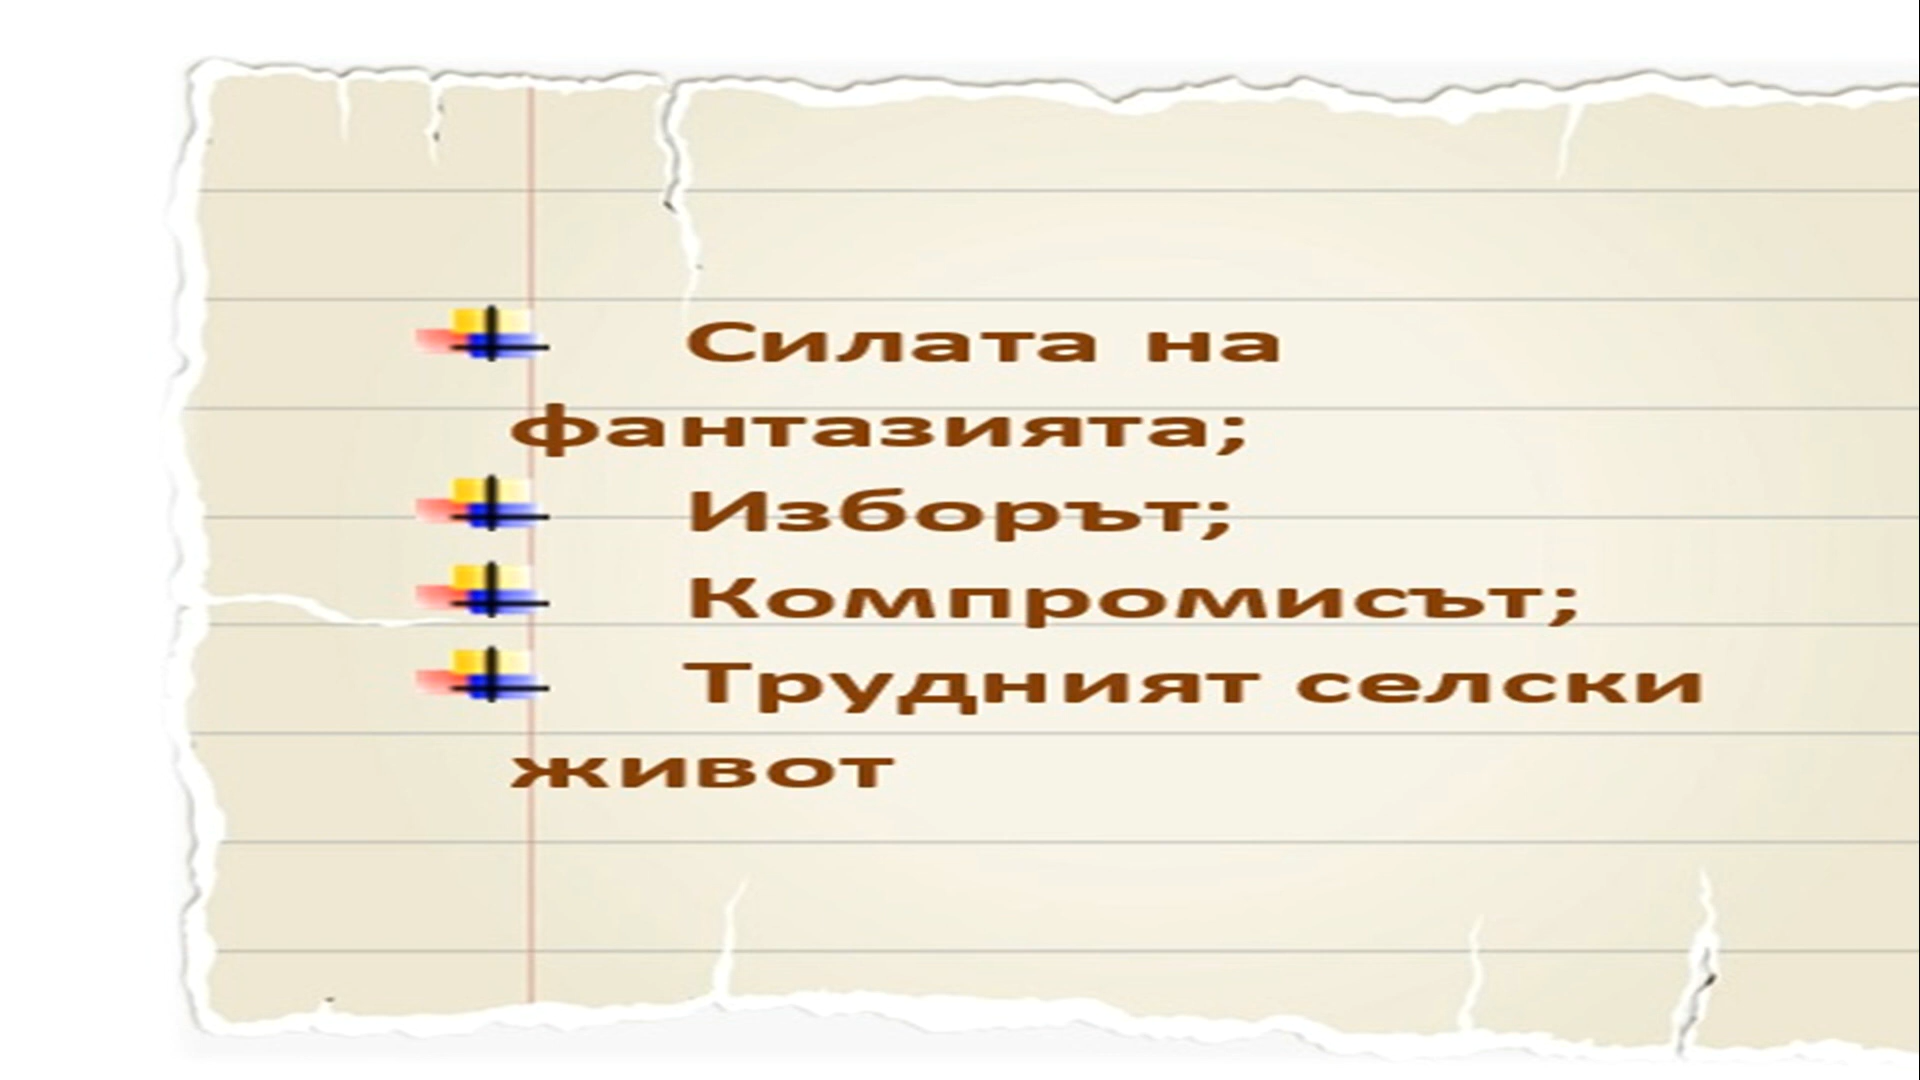 Силата на
фантазията;
Изборът;
Компромисът;
Трудният селски
живот